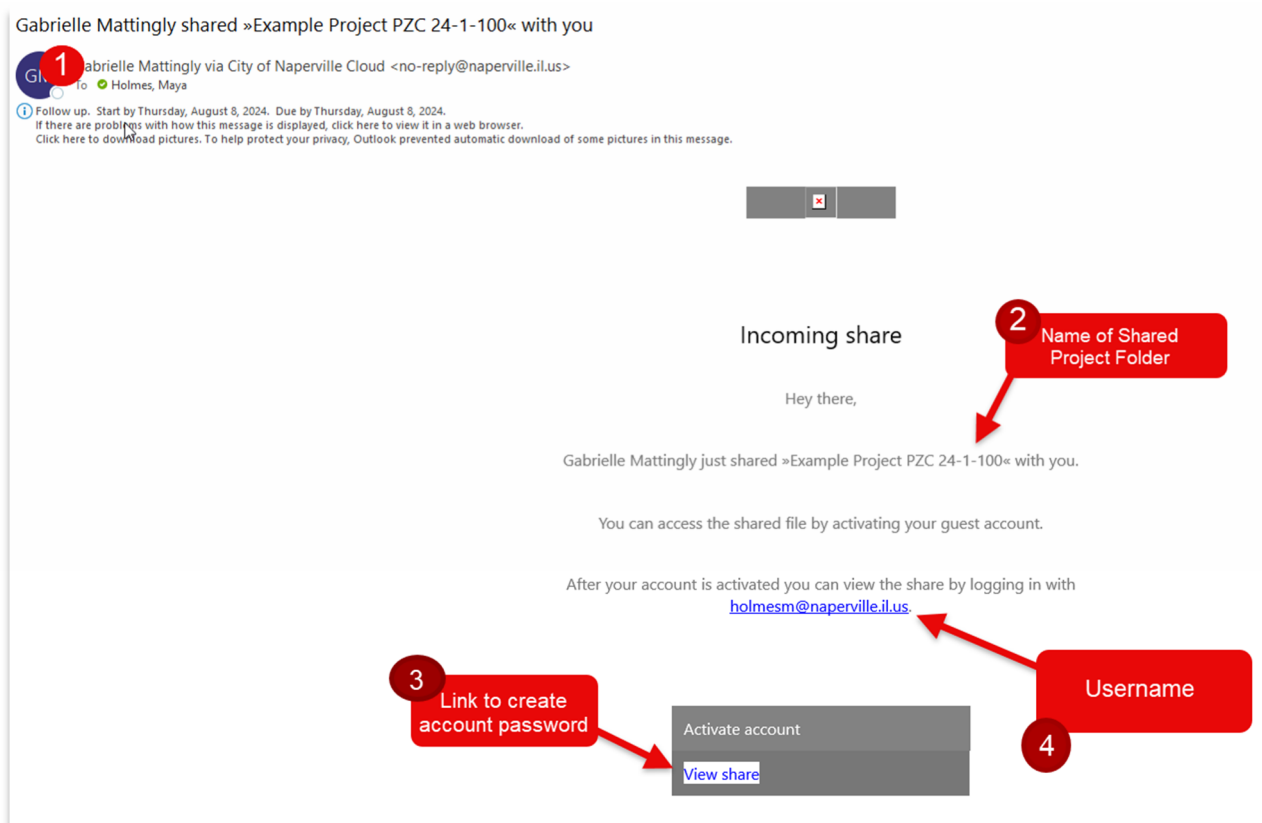 Gabrielle Mattingly shared »Example Project PZC 24-1-100« with you
1
abrielle Mattingly via City of Naperville Cloud <no-reply@naperville.il.us>
To Holmes, Maya
Follow up. Start by Thursday, August 8, 2024. Due by Thursday, August 8, 2024.
If there are problems with how this message is displayed, click here to view it in a web browser.
Click here to download pictures. To help protect your privacy, Outlook prevented automatic download of some pictures in this message.
Incoming share
2
Name of Shared
Project Folder
Hey there,
Gabrielle Mattingly just shared »Example Project PZC 24-1-100« with you.
You can access the shared file by activating your guest account.
After your account is activated you can view the share by logging in with
holmesm@naperville.il.us.
3
Link to create
account password
Username
4
Activate account
View share